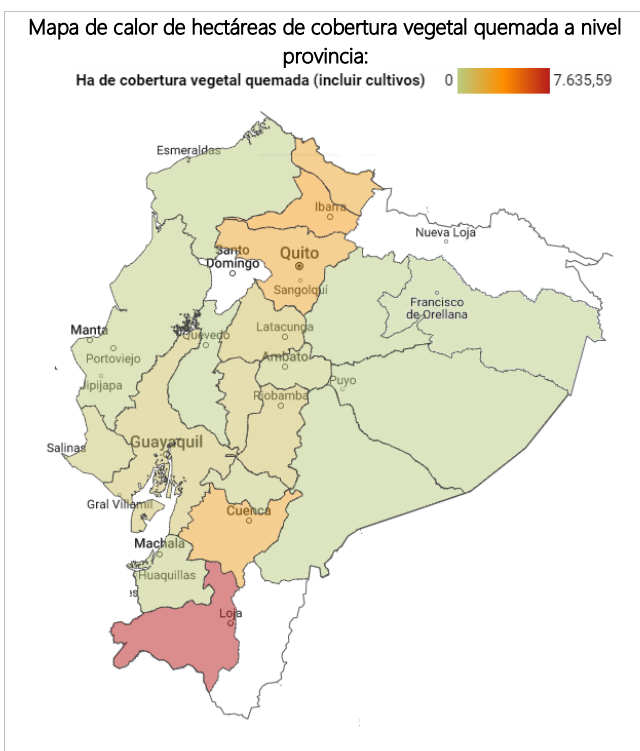 Mapa de calor de hectáreas de cobertura vegetal quemada a nivel
provincia:
Ha de cobertura vegetal quemada (incluir cultivos) 0 7.635,59
Esmeraldas
Ibarra
Nueva Loja
Santo
Domingo
Quito
Sangolquí
Francisco
de Orellana
Manta
Quevedo
Latacunga
Portoviejo
Ambato
Jipijapa
Puyo
Riobamba
Salinas
Guayaquil
Gral Villamil
Cuenca
Machala
Huaquillas
es
Loja